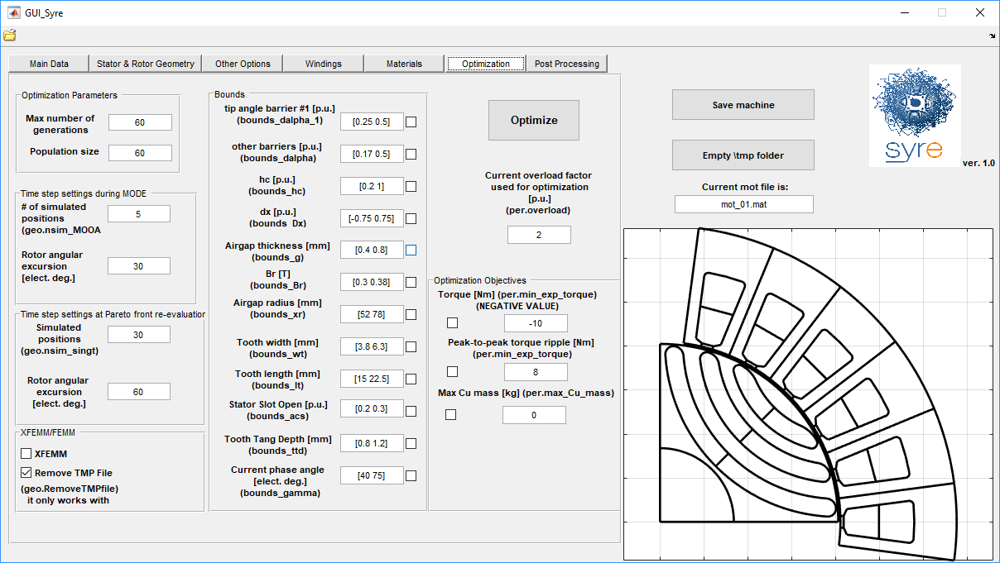 GUI_Syre
Main Data
Stator & Rotor Geometry
Other Options
Windings
Materials
Optimization
Post Processing
Optimization Parameters
Max number of
generations
60
Population size
60
Time step settings during MODE
# of simulated
positions
(geo.nsim_MOOA
5
Rotor angular
excursion
[elect. deg.]
30
Time step settings at Pareto front re-evaluation
Simulated
positions
(geo.nsim_singt)
30
Rotor angular
excursion
[elect. deg.]
60
XFEMM/FEMM
XFEMM
Remove TMP File
(geo.RemoveTMPfile)
it only works with
Bounds
tip angle barrier #1 [p.u.]
(bounds_dalpha_1)
[0.25 0.5]
other barriers [p.u.]
(bounds_dalpha)
[0.17 0.5]
hc [p.u.]
(bounds_hc)
[0.2 1]
dx [p.u.]
(bounds_Dx)
[-0.75 0.75]
Airgap thickness [mm]
(bounds_g)
[0.4 0.8]
Br [T]
(bounds_Br)
[0.3 0.38]
Airgap radius [mm]
(bounds_xr)
[52 78]
Tooth width [mm]
(bounds_wt)
[3.8 6.3]
Tooth length [mm]
(bounds_lt)
[15 22.5]
Stator Slot Open [p.u.]
(bounds_acs)
[0.2 0.3]
Tooth Tang Depth [mm]
(bounds_ttd)
[0.8 1.2]
Current phase angle
[elect. deg.]
(bounds_gamma)
[40 75]
Optimize
Current overload factor
used for optimization
[p.u.]
(per.overload)
2
Optimization Objectives
Torque [Nm] (per.min_exp_torque)
(NEGATIVE VALUE)
-10
Peak-to-peak torque ripple [Nm]
(per.min_exp_torque)
8
Max Cu mass [kg] (per.max_Cu_mass)
0
Save machine
Empty \tmp folder
Current mot file is:
mot_01.mat
syre
ver. 1.0